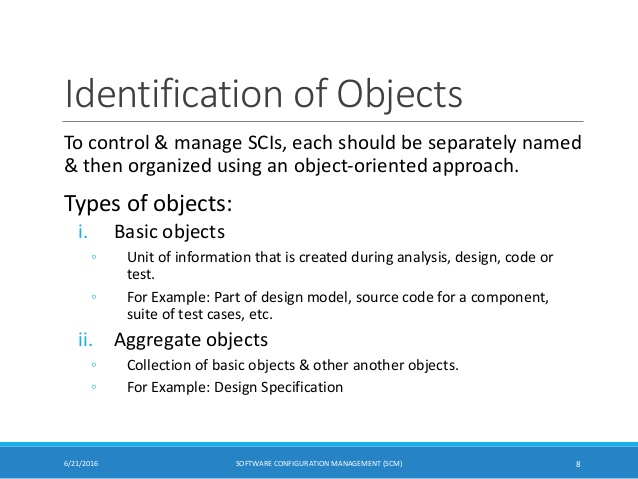 Identification of Objects
To control & manage SCIs, each should be separately named
& then organized using an object-oriented approach.
Types of objects:
i. Basic objects
◦ Unit of information that is created during analysis, design, code or
test.
◦ For Example: Part of design model, source code for a component,
suite of test cases, etc.
ii. Aggregate objects
◦ Collection of basic objects & other another objects.
◦ For Example: Design Specification
6/21/2016 SOFTWARE CONFIGURATION MANAGEMENT (SCM) 8